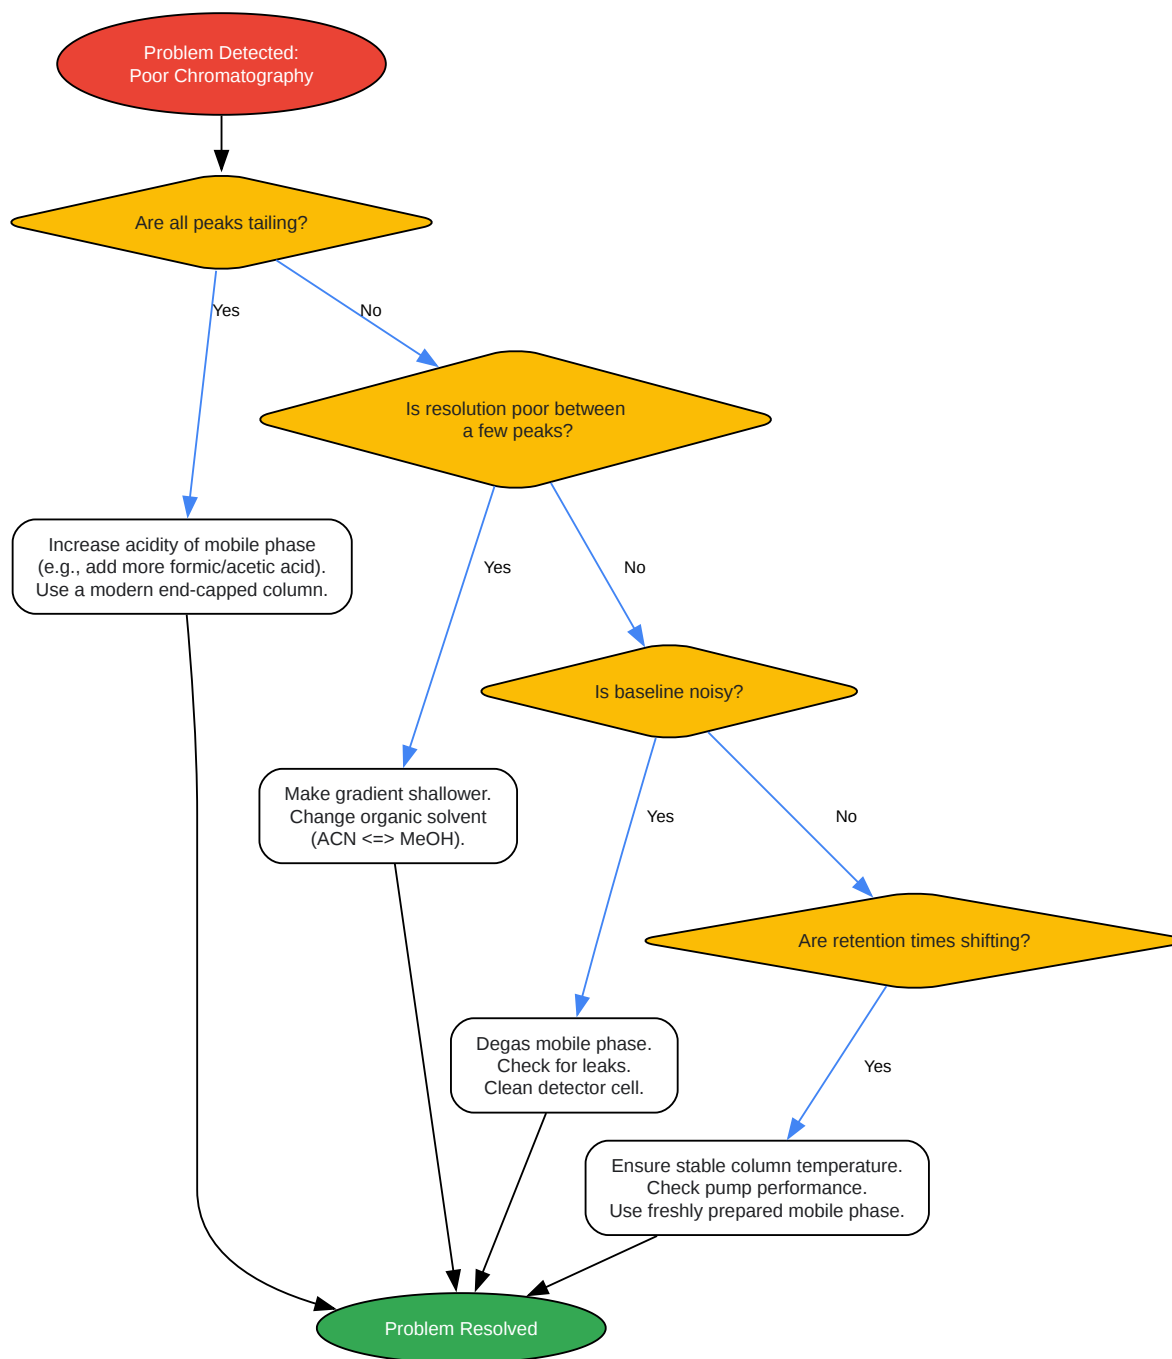 Problem Detected:
Poor Chromatography
Are all peaks tailing?
Yes
No
Is resolution poor between
a few peaks?
Increase acidity of mobile phase
(e.g., add more formic/acetic acid).
Use a modern end-capped column.
Yes
No
Is baseline noisy?
Make gradient shallower.
Change organic solvent
(ACN <=> MeOH).
Yes
No
Are retention times shifting?
Degas mobile phase.
Check for leaks.
Clean detector cell.
Yes
Ensure stable column temperature.
Check pump performance.
Use freshly prepared mobile phase.
Problem Resolved